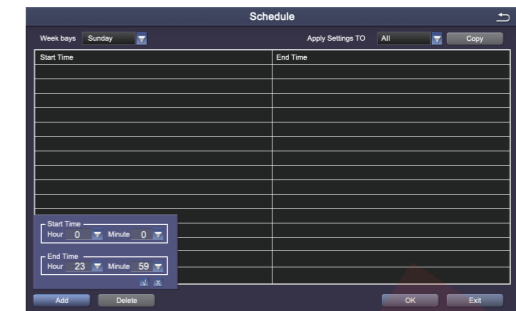 Schedule
Week bays Sunday Apply Settings TO All Copy
Start Time End Time
Start Time
Hour 0 Minute 0
End Time
Hour 23 Minute 59
Add Delete OK Exit